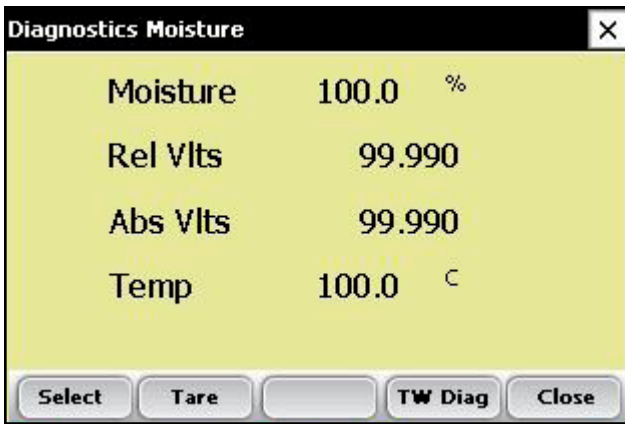 Diagnostics Moisture
Moisture 100.0 %
Rel Vlts 99.990
Abs Vlts 99.990
Temp 100.0 C
Select Tare TW Diag Close